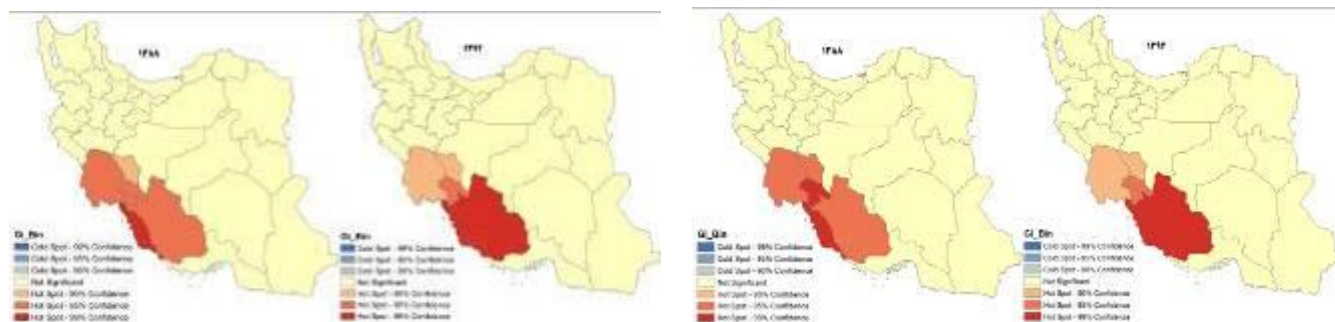 ۱۳۸۸
Gi_Bin
Cold Spot - 99% Confidence
Cold Spot - 95% Confidence
Cold Spot - 90% Confidence
Not Significant
Hot Spot - 90% Confidence
Hot Spot - 95% Confidence
Hot Spot - 99% Confidence
Gi_Bin
Cold Spot - 99% Confidence
Cold Spot - 95% Confidence
Cold Spot - 90% Confidence
Not Significant
Hot Spot - 90% Confidence
Hot Spot - 95% Confidence
Hot Spot - 99% Confidence
۱۳۸۸
Gi_Bin
Cold Spot - 99% Confidence
Cold Spot - 95% Confidence
Cold Spot - 90% Confidence
Not Significant
Hot Spot - 90% Confidence
Hot Spot - 95% Confidence
Hot Spot - 99% Confidence
۱۳۹۳
Gi_Bin
Cold Spot - 99% Confidence
Cold Spot - 95% Confidence
Cold Spot - 90% Confidence
Not Significant
Hot Spot - 90% Confidence
Hot Spot - 95% Confidence
Hot Spot - 99% Confidence